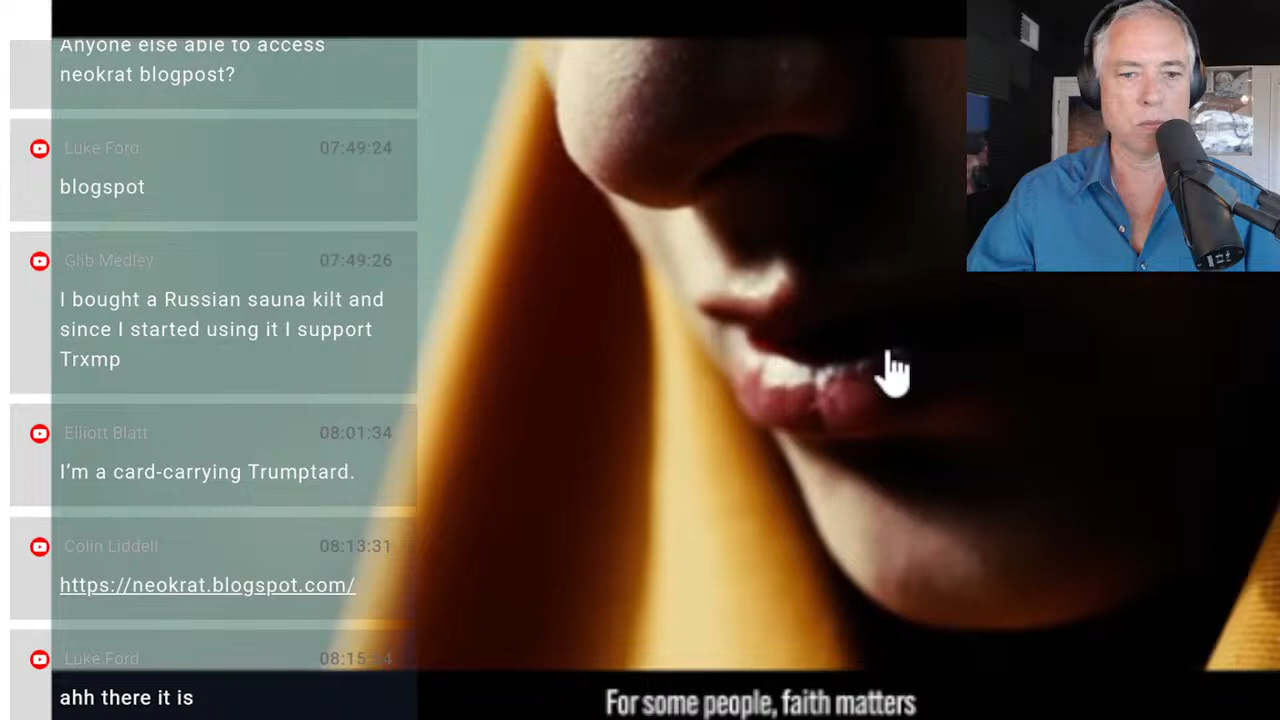 Anyone else able to access
neokrat blogpost?
Luke Ford 07:49:24
blogspot
Glib Medley 07:49:26
I bought a Russian sauna kilt and
since I started using it I support
Trxmp
Elliott Blatt 08:01:34
I'm a card-carrying Trumptard.
Colin Liddell 08:13:31
https://neokrat.blogspot.com/
Luke Ford
ahh there it is
For some people, faith matters